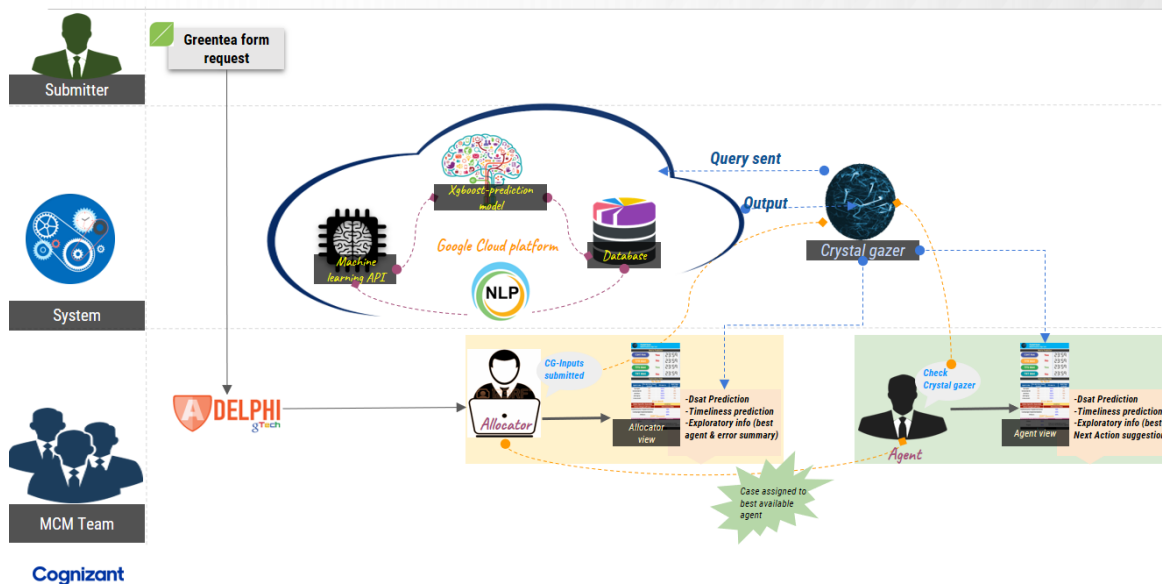 Greentea form
request
Submitter
Query sent
Xgboost-prediction
model
Output
Google Cloud platform
Machine
learning API
Database
Crystal gazer
NLP
System
CG-Inputs
submitted
Check
Crystal gazer
-Dsat Prediction
-Timeliness prediction
-Exploratory info (best
agent & error summary)
-Dsat Prediction
-Timeliness prediction
-Exploratory info (best
Next Action suggestion
A DELPHI
gTech
Allocator
Allocator
view
Agent view
Agent
Case assigned to
best available
agent
MCM Team
Cognizant